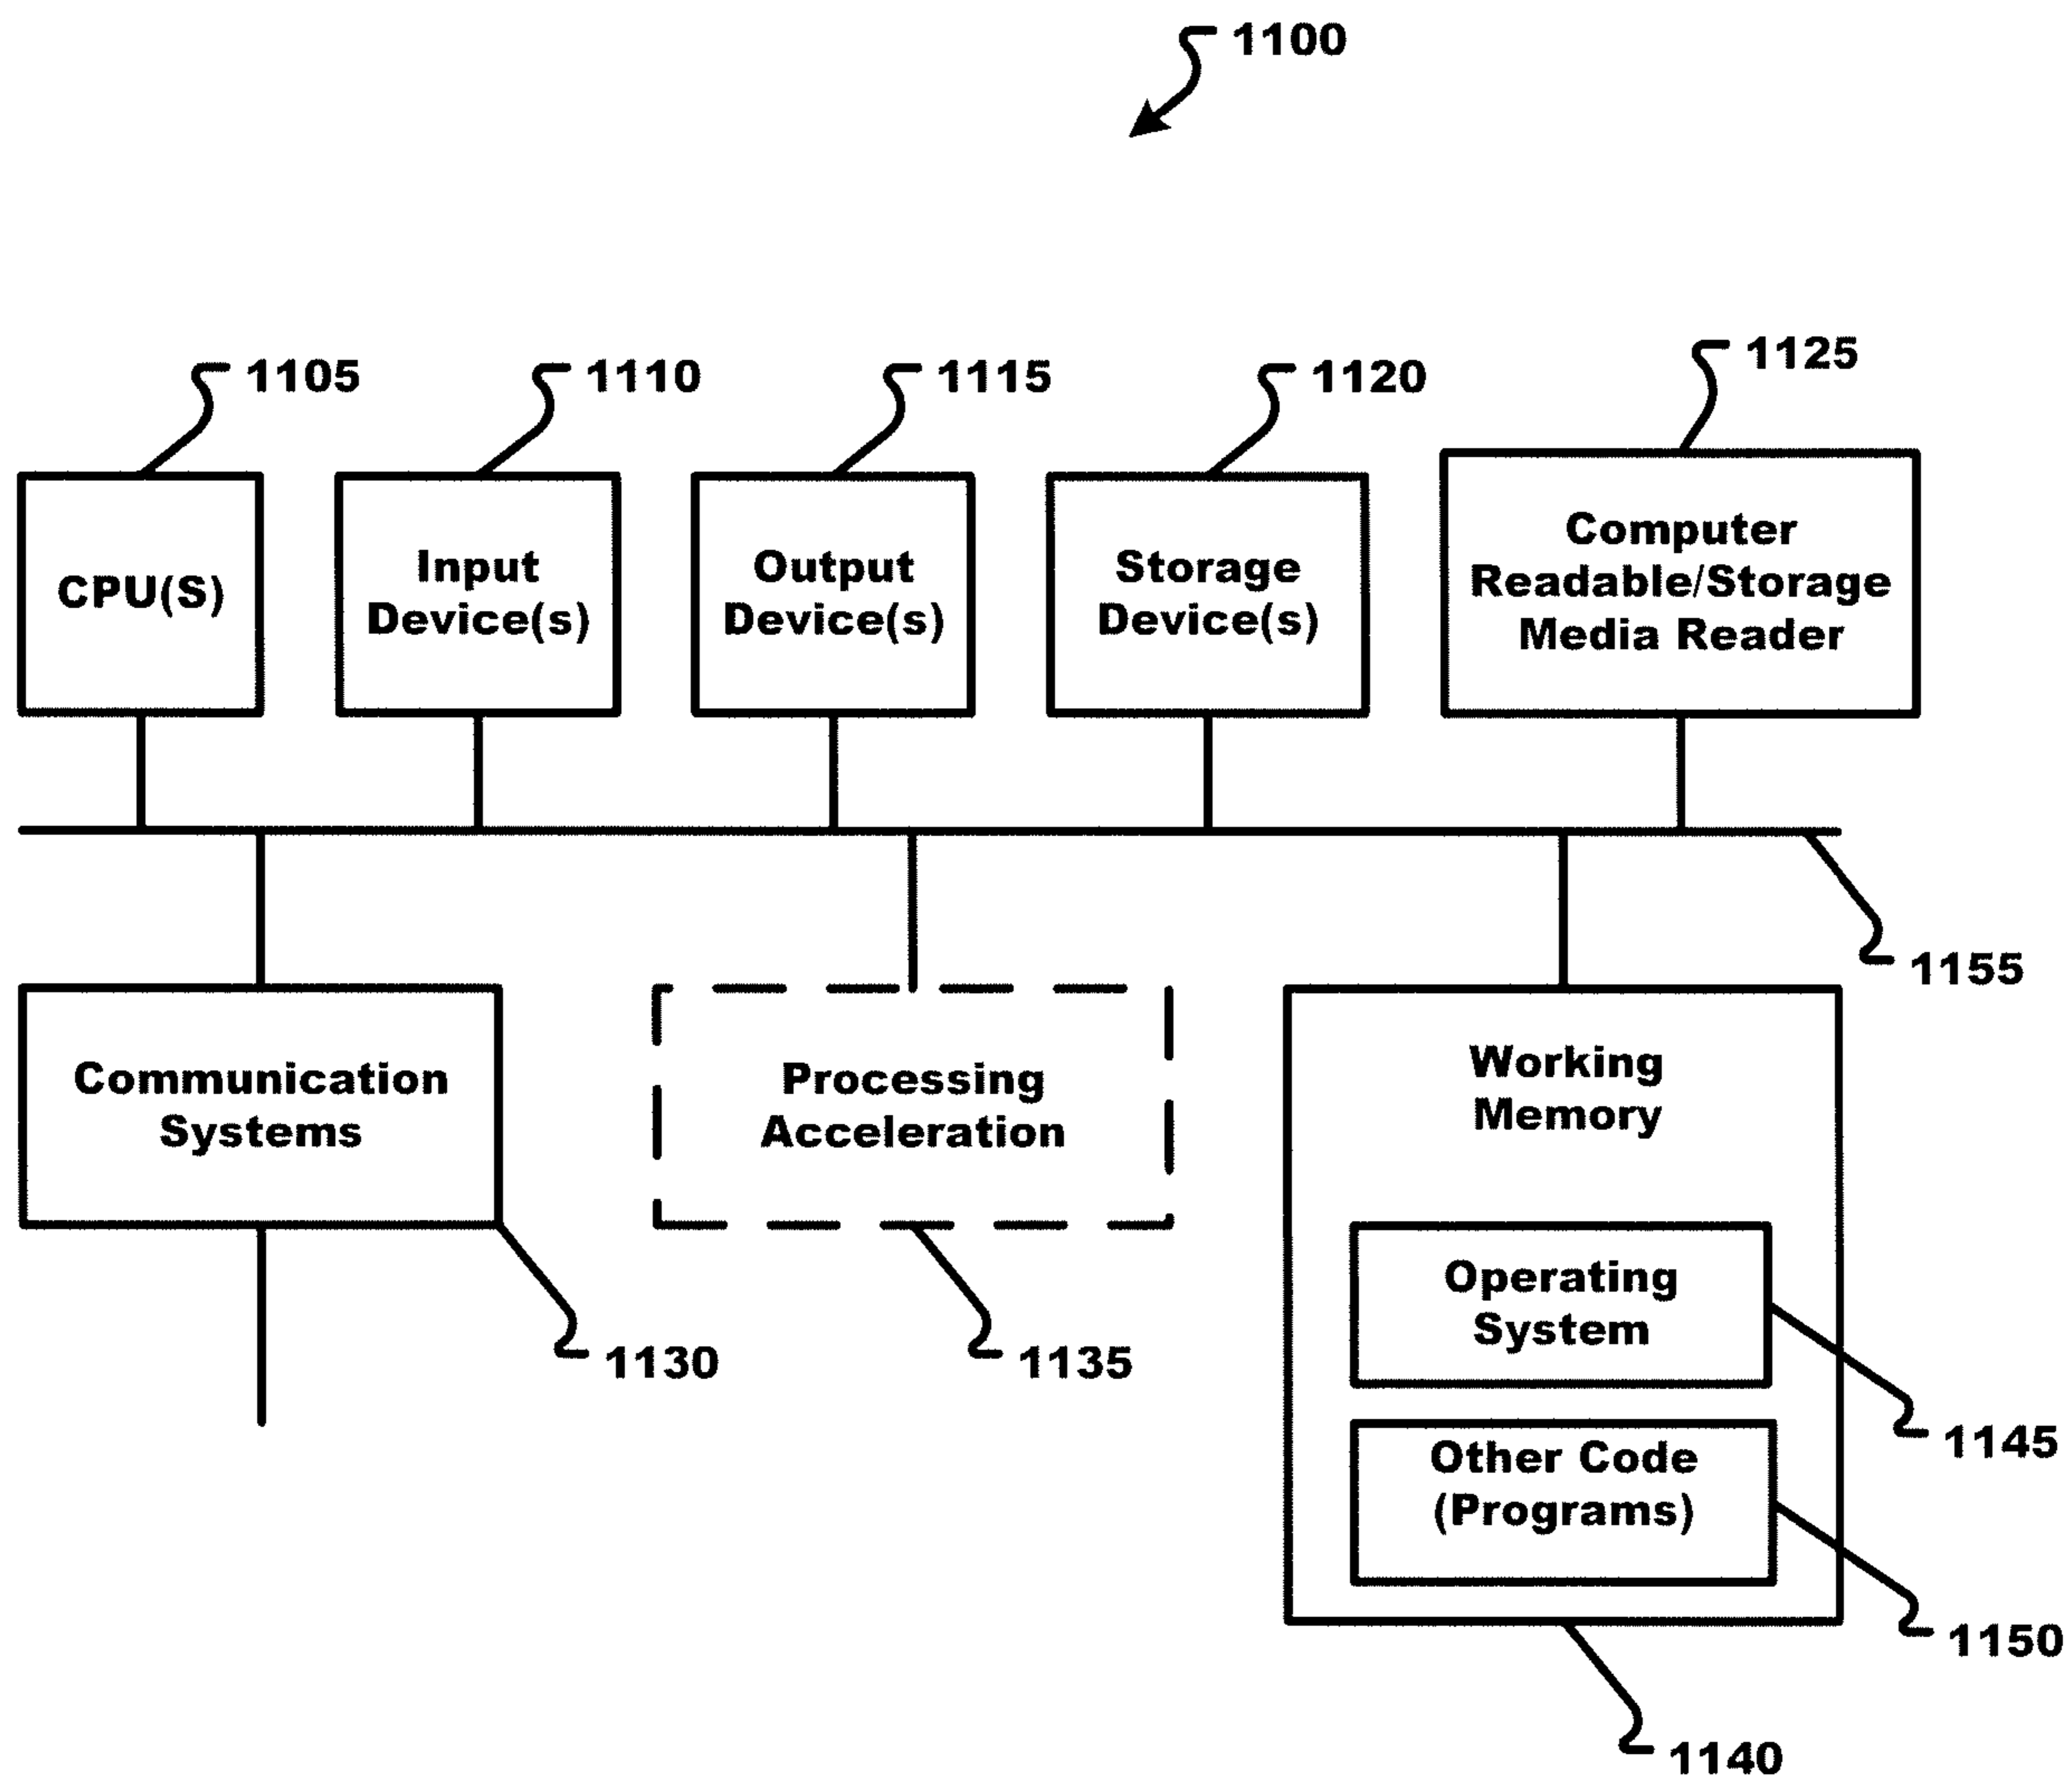 1100
1105
1110
1115
1120
1125
CPU(S)
Input
Device(s)
Output
Device(s)
Storage
Device(s)
Computer
Readable/Storage
Media Reader
1155
Communication
Systems
Processing
Acceleration
Working
Memory
Operating
System
1130
1135
1145
Other Code
(Programs)
1150
1140